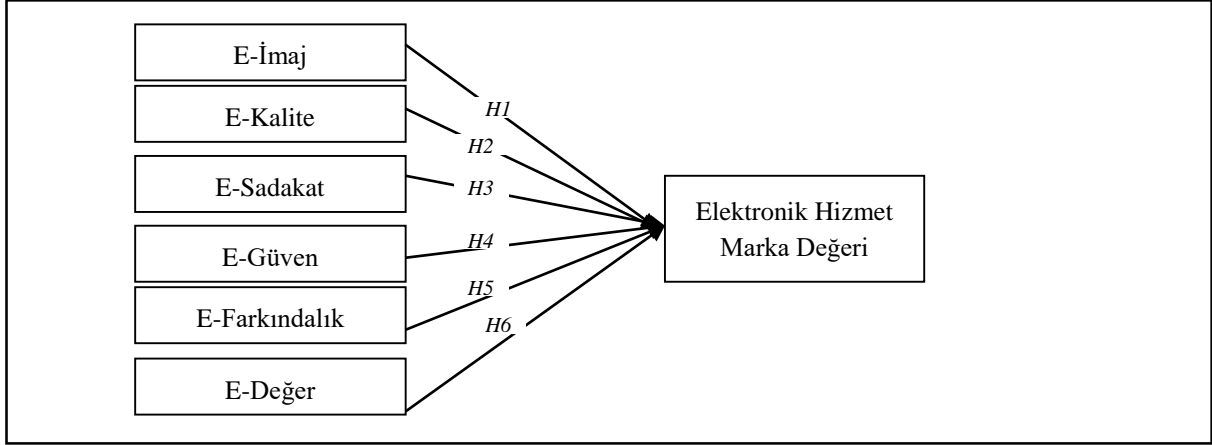 E-İmaj
E-Kalite
E-Sadakat
E-Güven
E-Farkındalık
E-Değer
H1
H2
H3
H4
H5
H6
Elektronik Hizmet
Marka Değeri